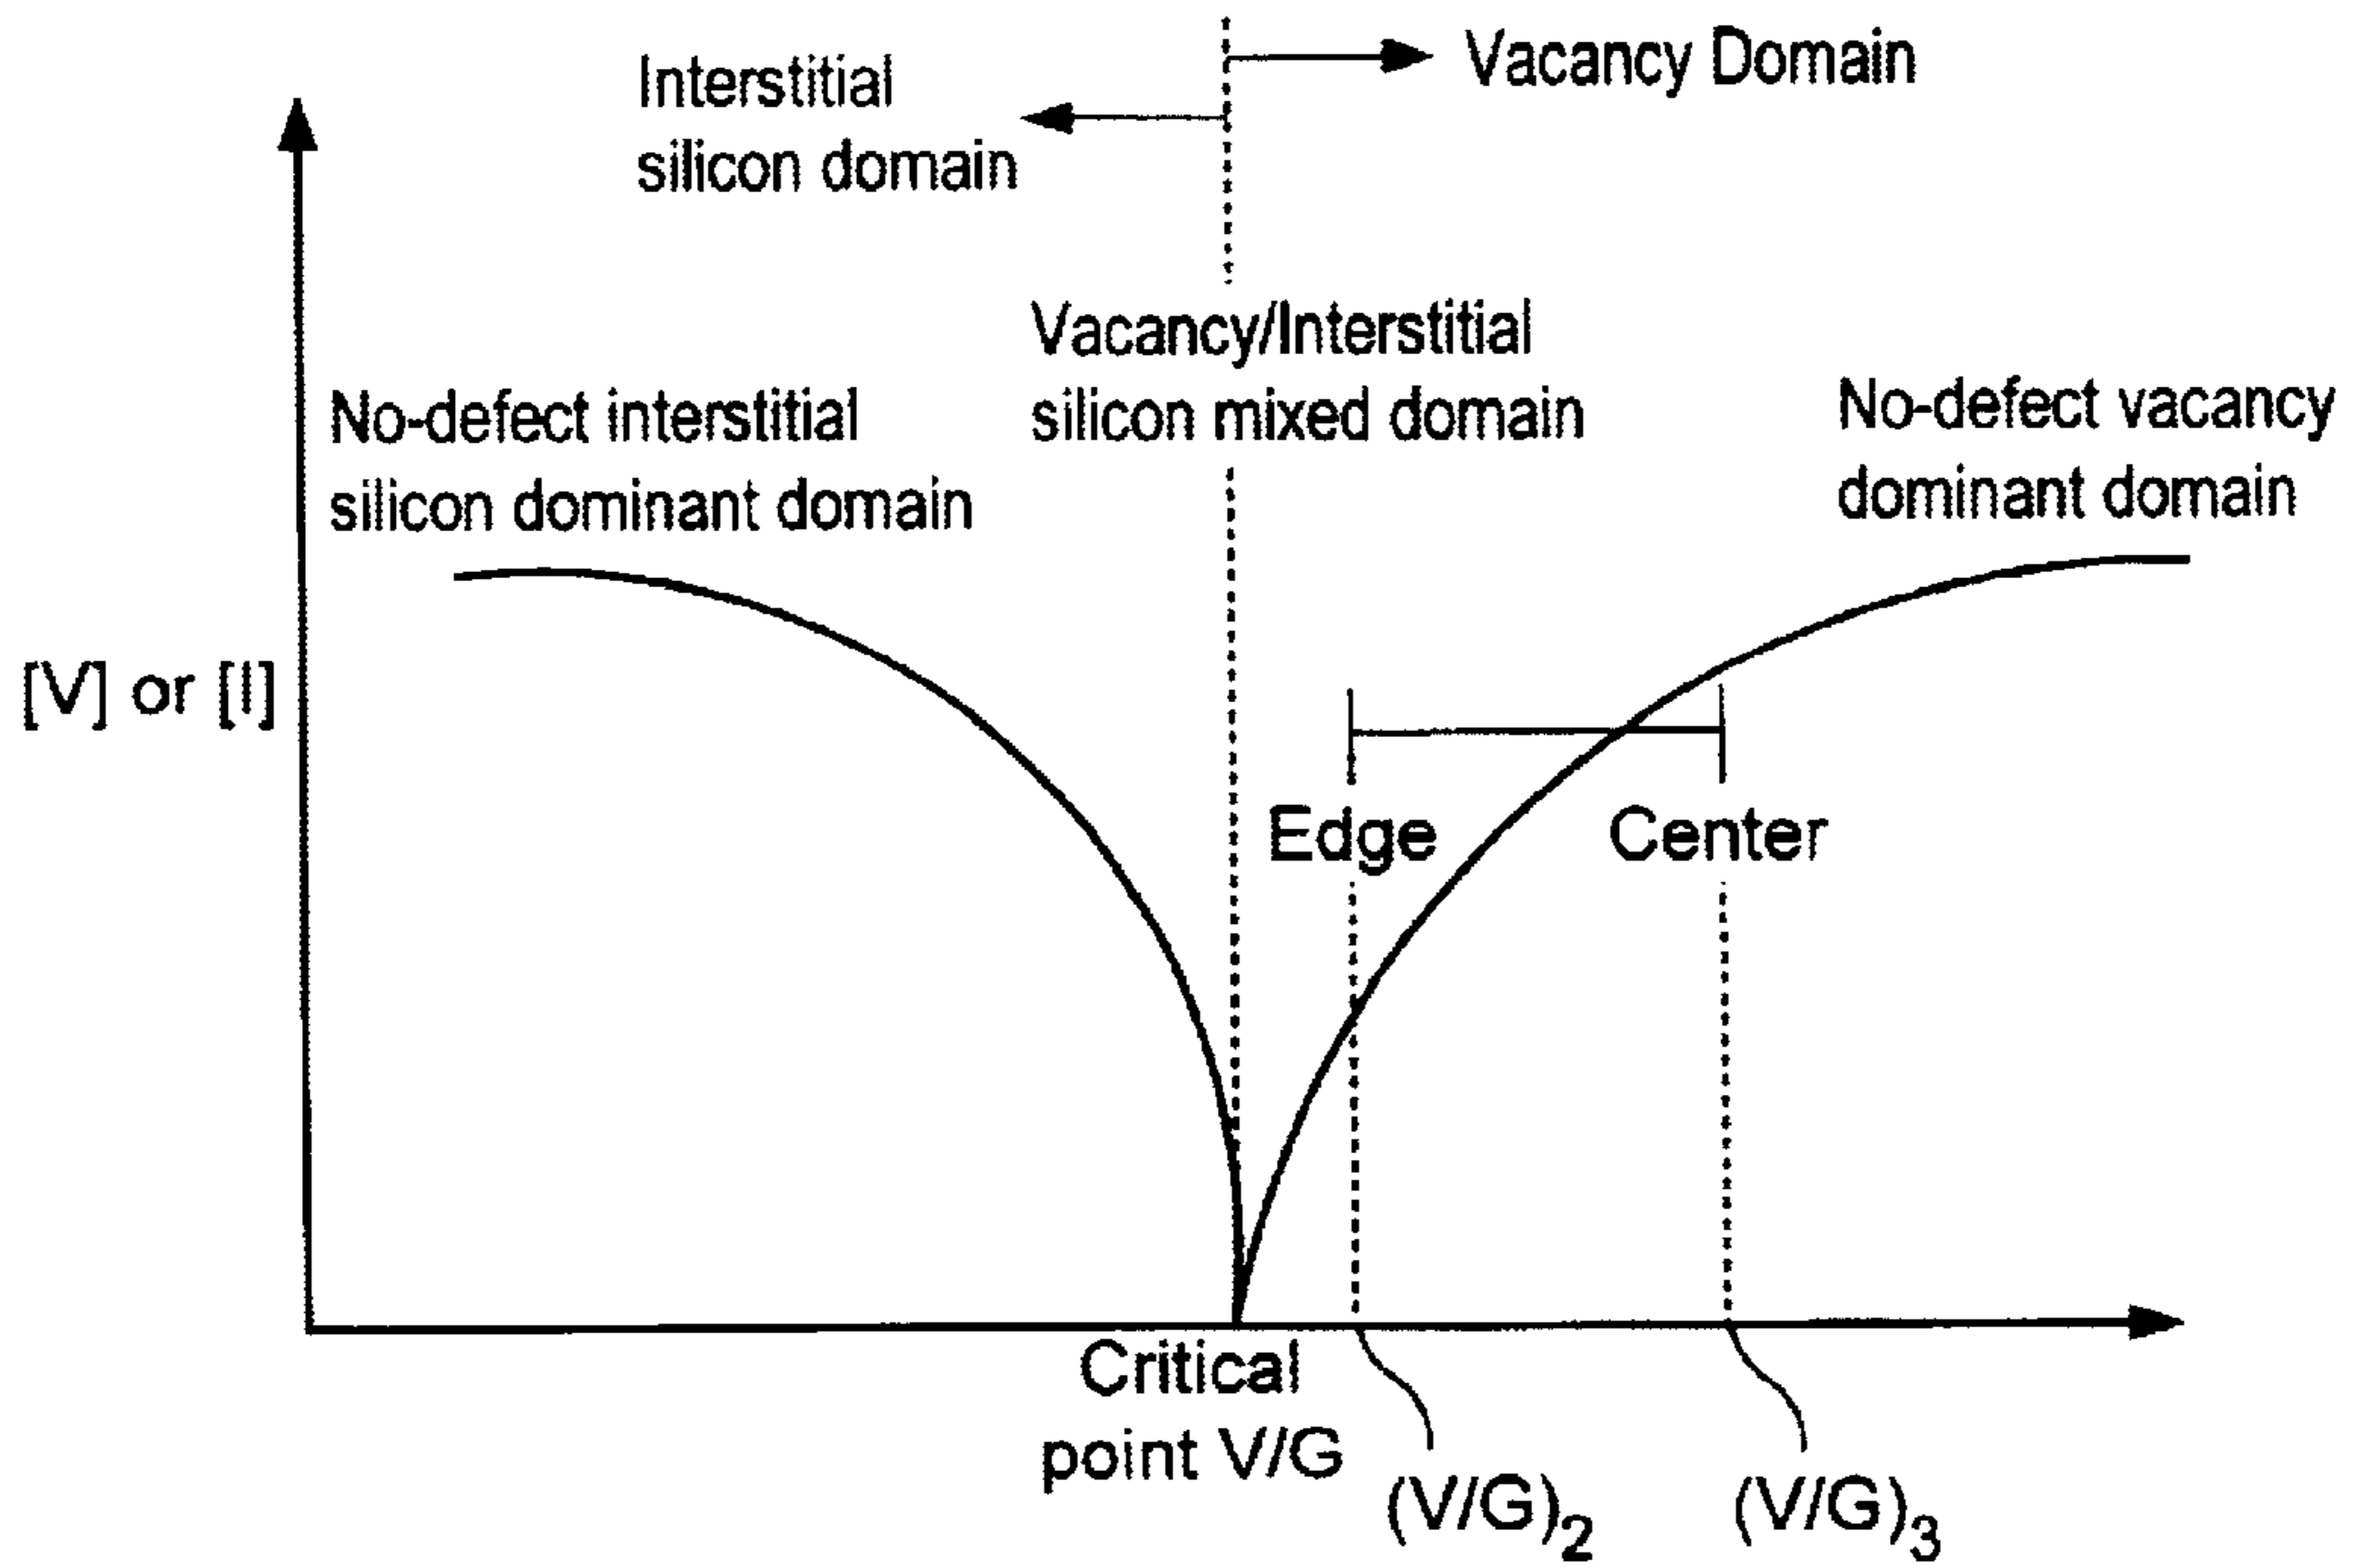 Interstitial
silicon domain
Vacancy Domain
Vacancy/Interstitial
silicon mixed domain
No-defect interstitial
silicon dominant domain
No-defect vacancy
dominant domain
[V] or [I]
Edge
Center
Critical
point V/G
(V/G)2
(V/G)3